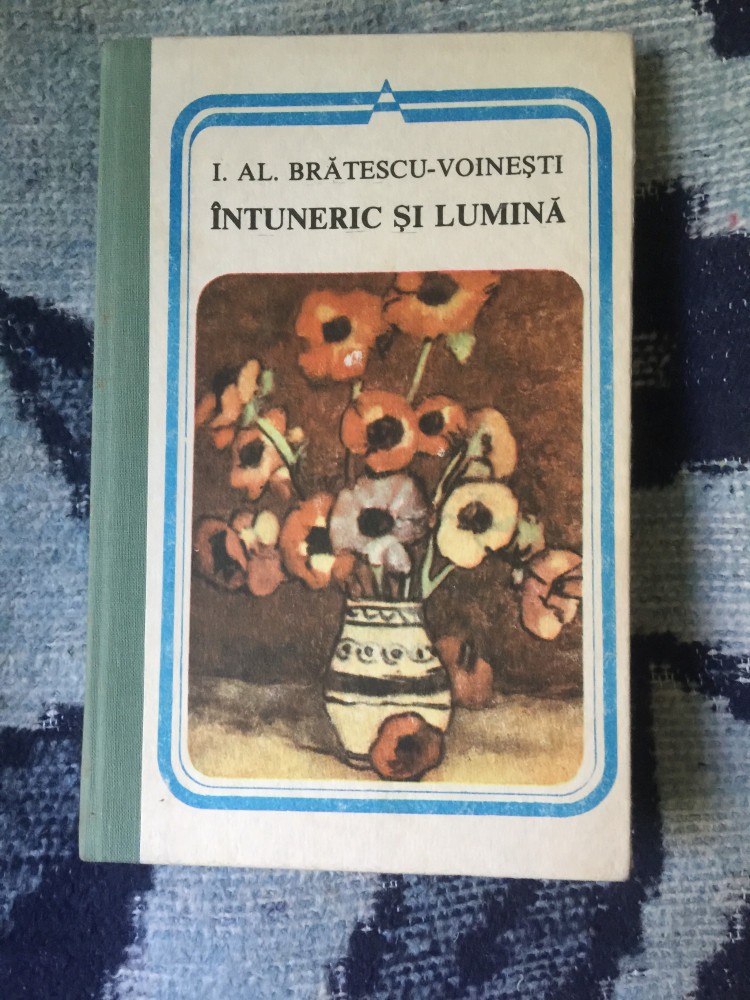 I. AL. BRĂTESCU-VOINEȘTI
ÎNTUNERIC ȘI LUMINĂ